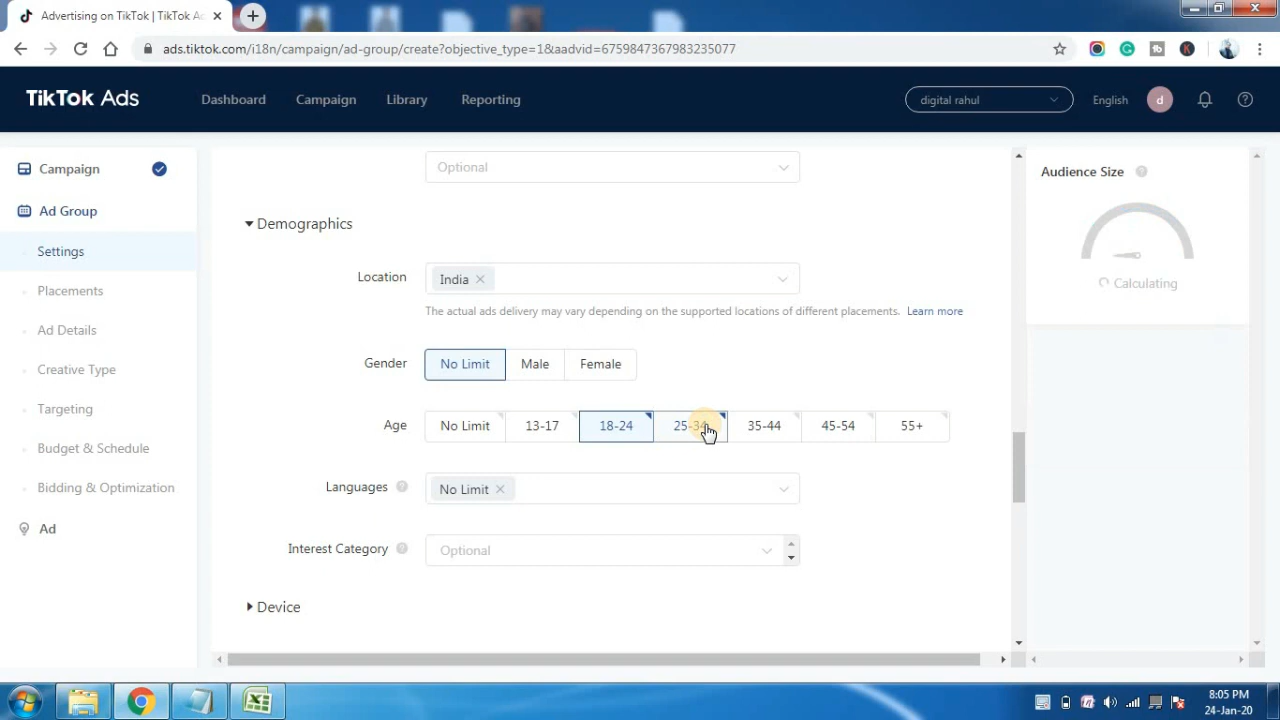 Advertising on TikTok | TikTok Ad
ads.tiktok.com/i18n/campaign/ad-group/create?objective_type=1&aadvid=6759847367983235077
TikTok Ads
Dashboard
Campaign
Library
Reporting
digital rahul
English
d
Campaign
Ad Group
Settings
Placements
Ad Details
Creative Type
Targeting
Budget & Schedule
Bidding & Optimization
Ad
Optional
Demographics
Location
India
The actual ads delivery may vary depending on the supported locations of different placements. Learn more
Gender
No Limit Male Female
Age
No Limit 13-17 18-24 25-34 35-44 45-54 55+
Languages
No Limit
Interest Category
Optional
Device
Audience Size
Calculating
8:05 PM
24-Jan-20